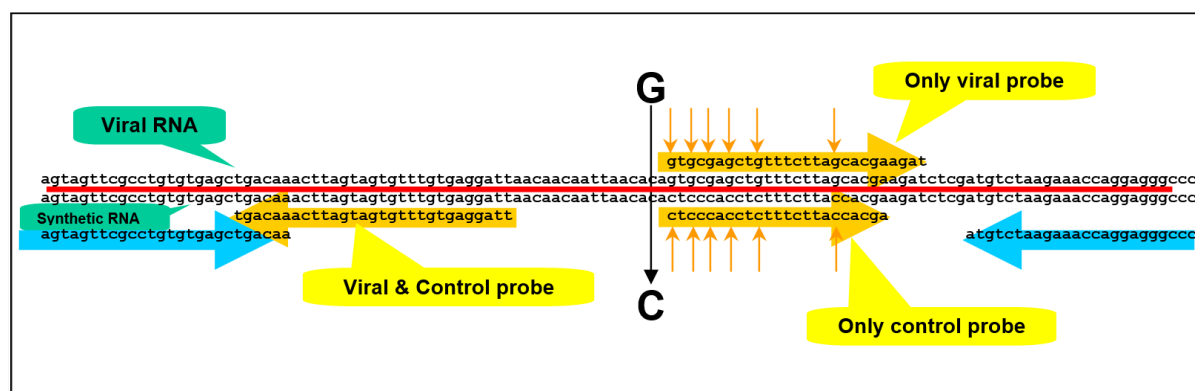 Only viral probe
G
Viral RNA
gtgcgagctgtttcttagcacgaagat
agtagttcgcctgtgtgagctgacaaacttagtagtgtttgtgaggattaacaacaattaacacagtgcgagctgtttcttagcacgaagatctcgatgtctaagaaaccaggagggccc
agtagttcgcctgtgtgagctgacaaacttagtagtgtttgtgaggattaacaacaattaacacactcccacctctttcttaccacgaagatctcgatgtctaagaaaccaggagggccc
Synthetic RNA
tgacaaacttagtagtgtttgtgaggatt
ctcccacctctttcttaccacga
agtagttcgcctgtgtgagctgacaa
atgtctaagaaaccaggagggccc
Viral & Control probe
C
Only control probe